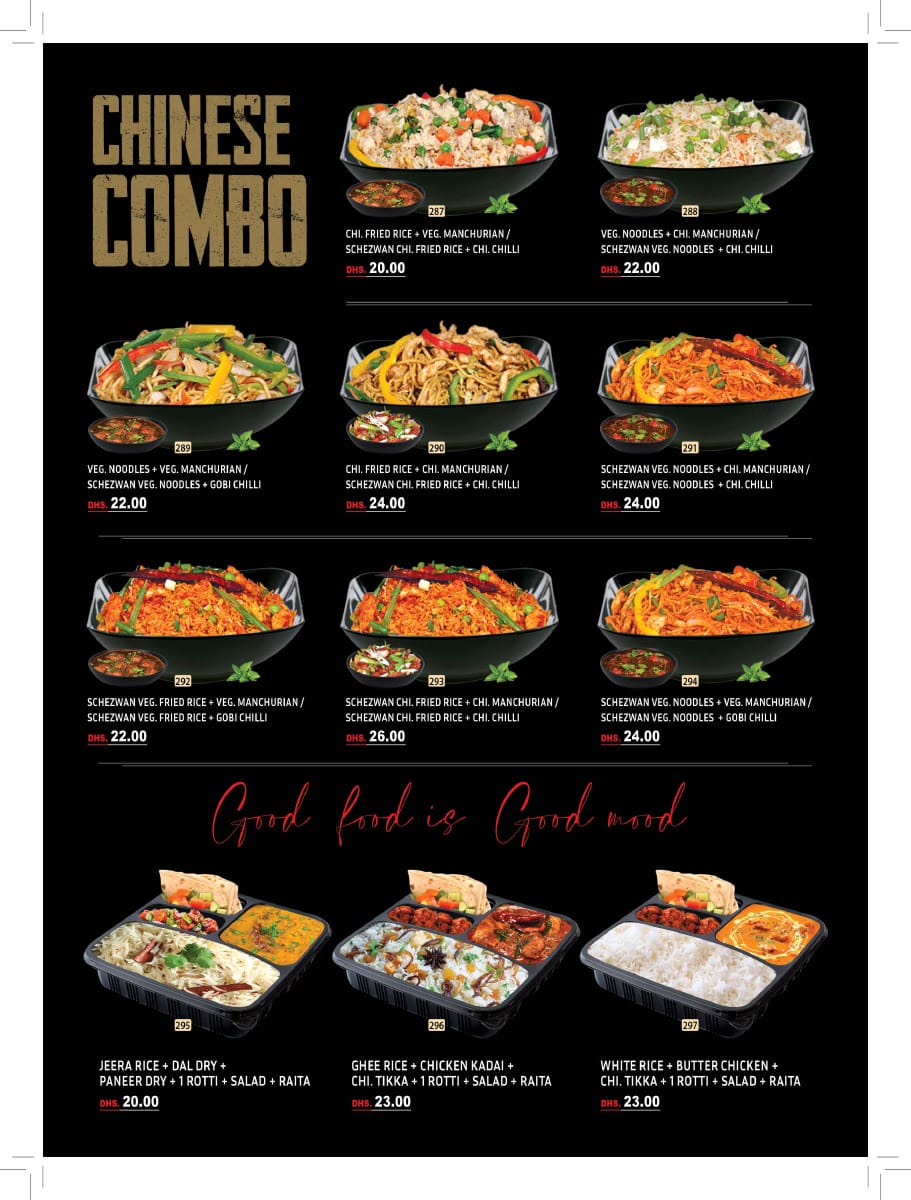 CHINESE
COMBO
287
CHI. FRIED RICE + VEG. MANCHURIAN /
SCHEZWAN CHI. FRIED RICE + CHI. CHILLI
DHS. 20.00
288
VEG. NOODLES + CHI. MANCHURIAN /
SCHEZWAN VEG. NOODLES + CHI. CHILLI
DHS. 22.00
289
VEG. NOODLES + VEG. MANCHURIAN /
SCHEZWAN VEG. NOODLES + GOBI CHILLI
DHS. 22.00
290
CHI. FRIED RICE + CHI. MANCHURIAN /
SCHEZWAN CHI. FRIED RICE + CHI. CHILLI
DHS. 24.00
291
SCHEZWAN VEG. NOODLES + CHI. MANCHURIAN /
SCHEZWAN VEG. NOODLES + CHI. CHILLI
DHS. 24.00
292
SCHEZWAN VEG. FRIED RICE + VEG. MANCHURIAN /
SCHEZWAN VEG. FRIED RICE + GOBI CHILLI
DHS. 22.00
293
SCHEZWAN CHI. FRIED RICE + CHI. MANCHURIAN /
SCHEZWAN CHI. FRIED RICE + CHI. CHILLI
DHS. 26.00
294
SCHEZWAN VEG. NOODLES + VEG. MANCHURIAN /
SCHEZWAN VEG. NOODLES + GOBI CHILLI
DHS. 24.00
Good food is Good mood
295
JEERA RICE + DAL DRY +
PANEER DRY + 1 ROTTI + SALAD + RAITA
DHS. 20.00
296
GHEE RICE + CHICKEN KADAI +
CHI. TIKKA + 1 ROTTI + SALAD + RAITA
DHS. 23.00
297
WHITE RICE + BUTTER CHICKEN +
CHI. TIKKA + 1 ROTTI + SALAD + RAITA
DHS. 23.00